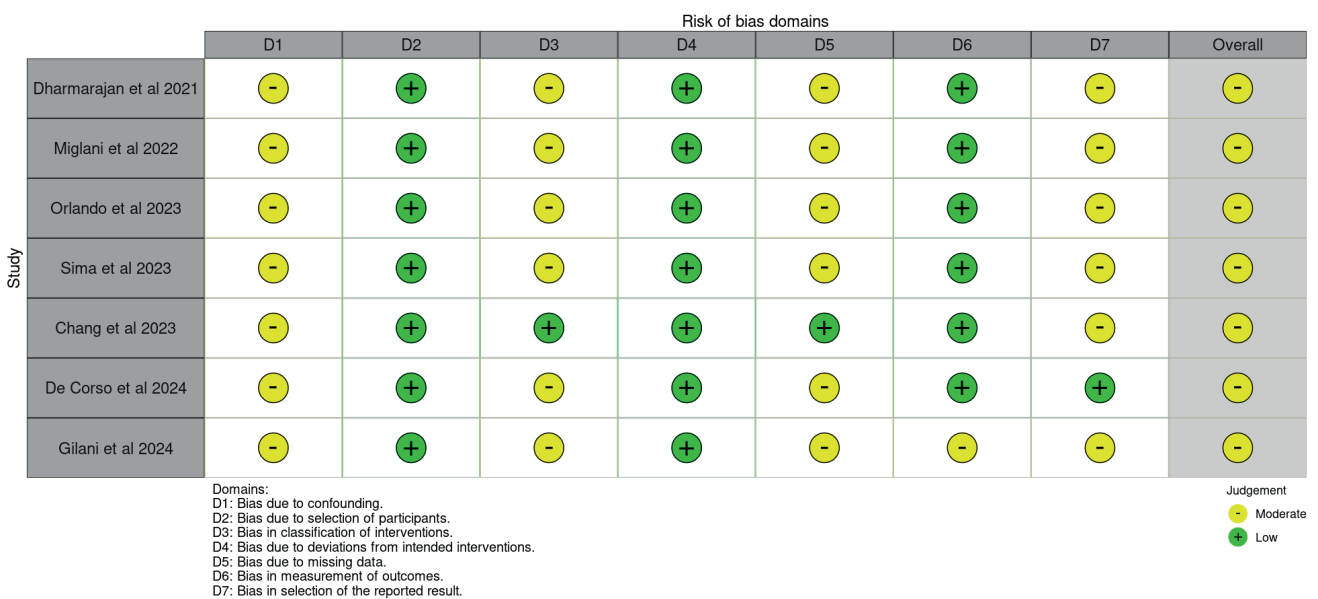 Risk of bias domains
D1 D2 D3 D4 D5 D6 D7 Overall
Study
Dharmarajan et al 2021 - + - + - + - -
Miglani et al 2022 - + - + - + - -
Orlando et al 2023 - + - + - + - -
Sima et al 2023 - + - + - + - -
Chang et al 2023 - + + + + + - -
De Corso et al 2024 - + - + - + + -
Gilani et al 2024 - + - + - - - -
Domains:
D1: Bias due to confounding.
D2: Bias due to selection of participants.
D3: Bias in classification of interventions.
D4: Bias due to deviations from intended interventions.
D5: Bias due to missing data.
D6: Bias in measurement of outcomes.
D7: Bias in selection of the reported result.
Judgement
- Moderate
+ Low